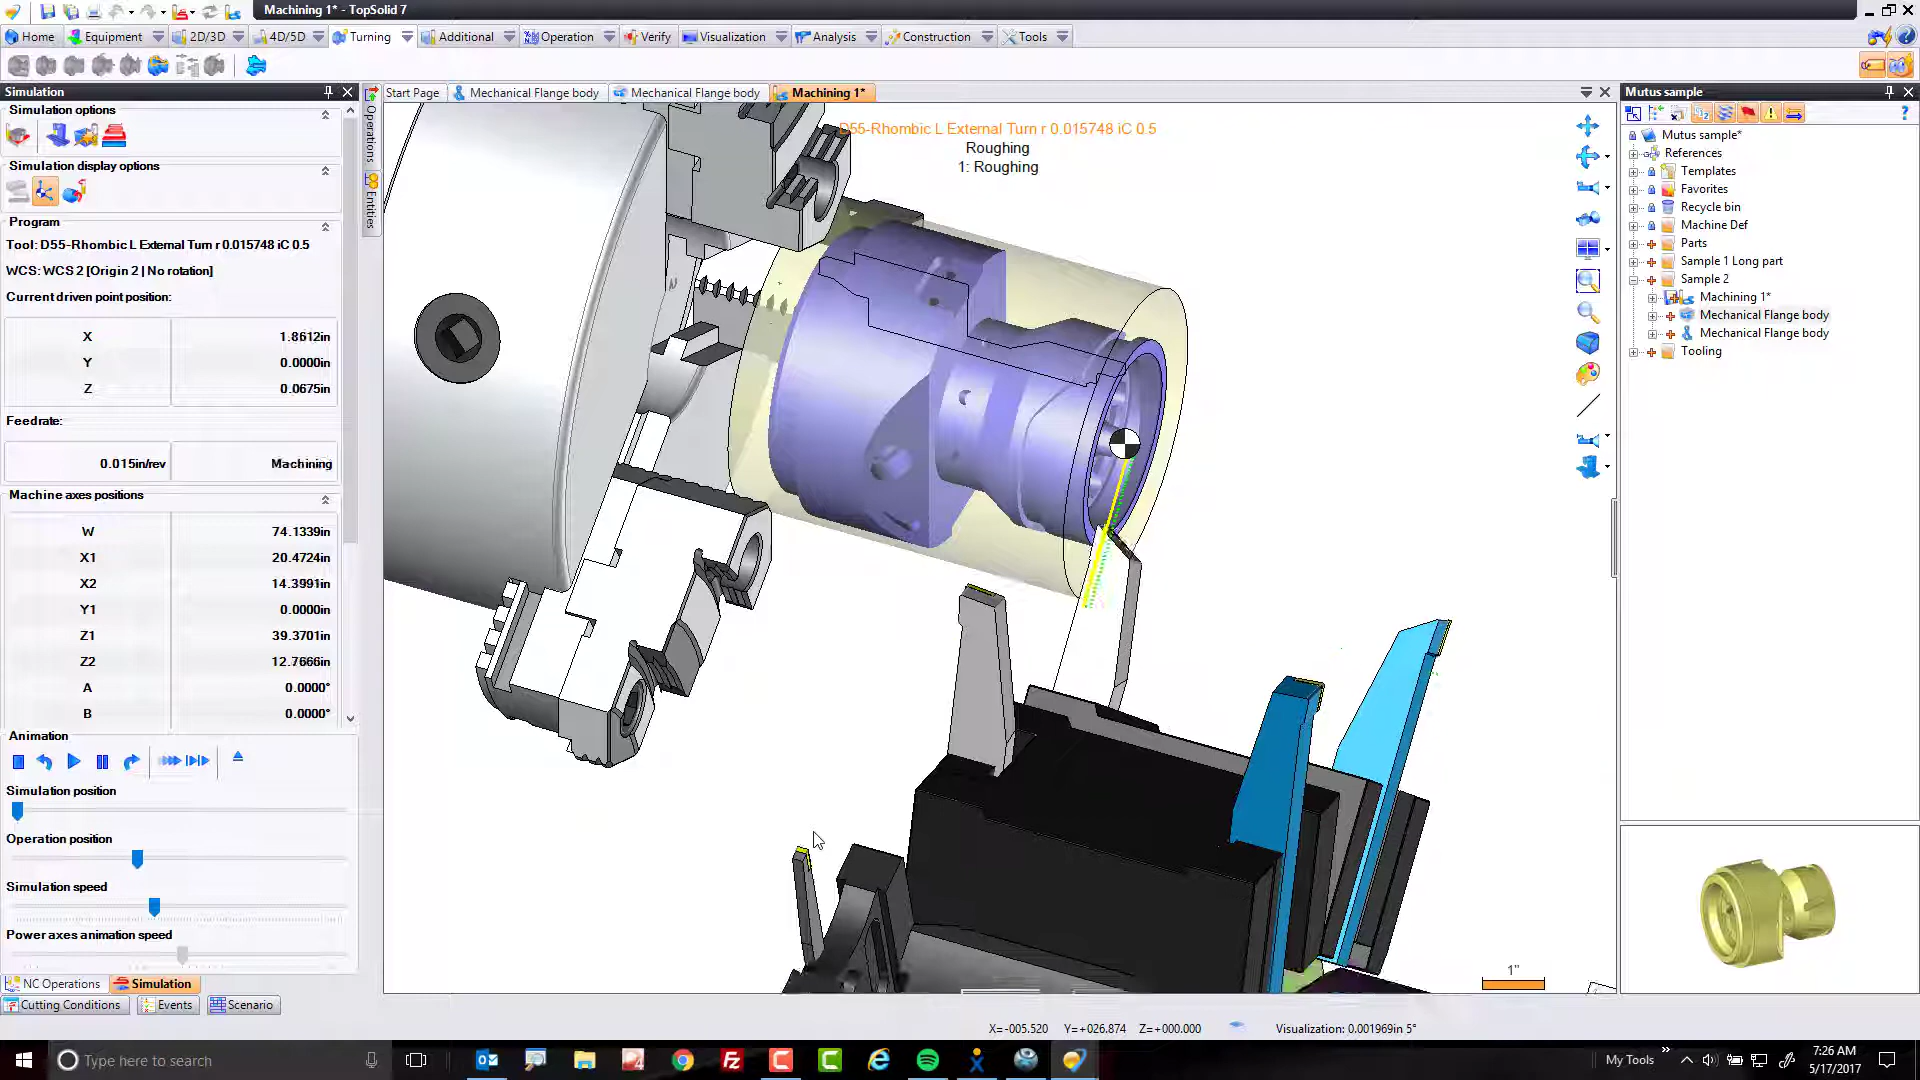 Machining 1* - TopSolid 7
Home Equipment 2D/3D 4D/5D Turning Additional Operation Verify Visualization Analysis Construction Tools
Simulation
Simulation options
Simulation display options
Program
Tool: D55-Rhombic L External Turn r 0.015748 iC 0.5
WCS: WCS 2 [Origin 2 | No rotation]
Current driven point position:
X 1.8612in
Y 0.0000in
Z 0.0675in
Feedrate:
0.015in/rev Machining
Machine axes positions
W 74.1339in
X1 20.4724in
X2 14.3991in
Y1 0.0000in
Z1 39.3701in
Z2 12.7666in
A 0.0000°
B 0.0000°
Animation
Simulation position
Operation position
Simulation speed
Power axes animation speed
NC Operations Simulation
Cutting Conditions Events Scenario
Operations
Entities
Start Page Mechanical Flange body Mechanical Flange body Machining 1*
D55-Rhombic L External Turn r 0.015748 iC 0.5
Roughing
1: Roughing
1"
Mutus sample
Mutus sample*
References
Templates
Favorites
Recycle bin
Machine Def
Parts
Sample 1 Long part
Sample 2
Machining 1*
Mechanical Flange body
Mechanical Flange body
Tooling
X=-005.520 Y=+026.874 Z=+000.000 Visualization: 0.001969in 5°
Type here to search
My Tools
7:26 AM
5/17/2017